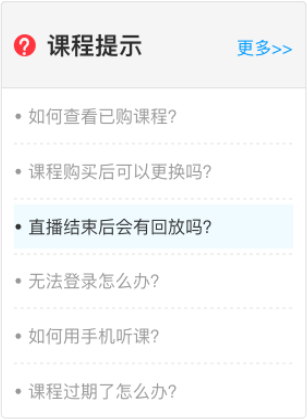 课程提示
更多>>
• 如何查看已购课程?
• 课程购买后可以更换吗?
• 直播结束后会有回放吗?
• 无法登录怎么办?
• 如何用手机听课?
• 课程过期了怎么办?